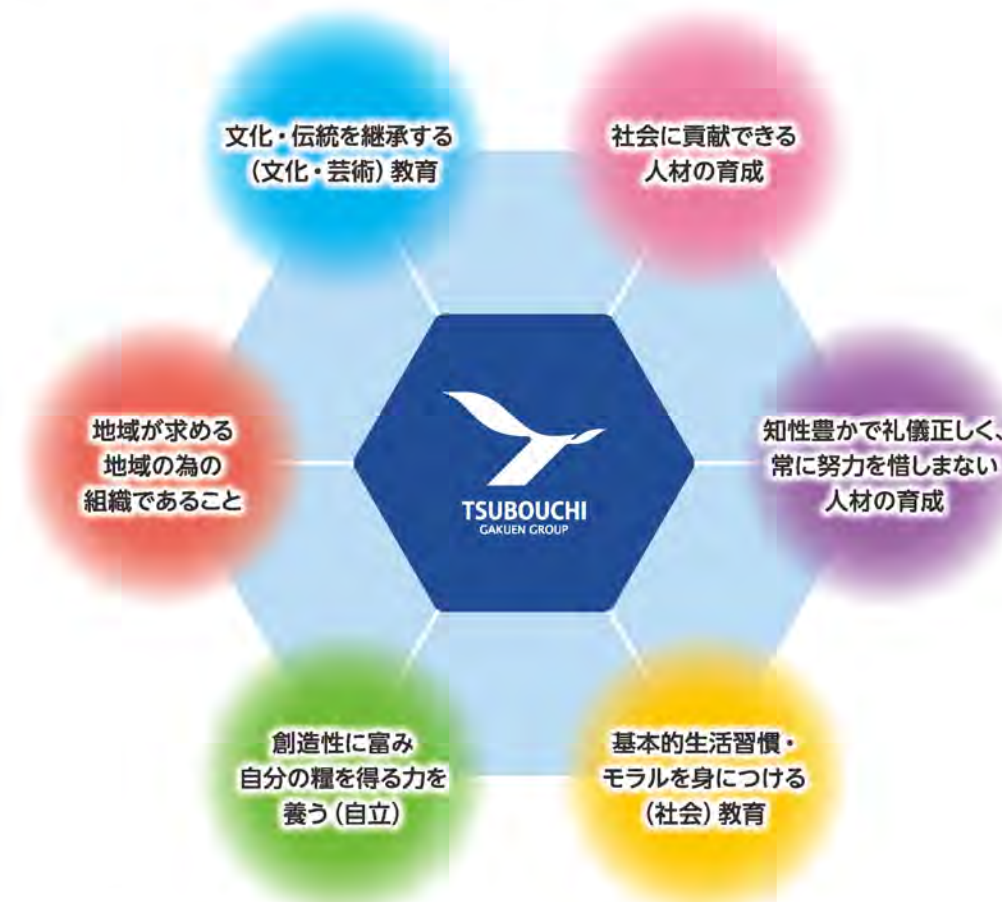 文化・伝統を継承する
(文化・芸術)教育
社会に貢献できる
人材の育成
地域が求める
地域の為の
組織であること
TSUBOUCHI
GAKUEN GROUP
知性豊かで礼儀正しく、
常に努力を惜しまない
人材の育成
創造性に富み
自分の糧を得る力を
養う(自立)
基本的生活習慣・
モラルを身につける
(社会)教育